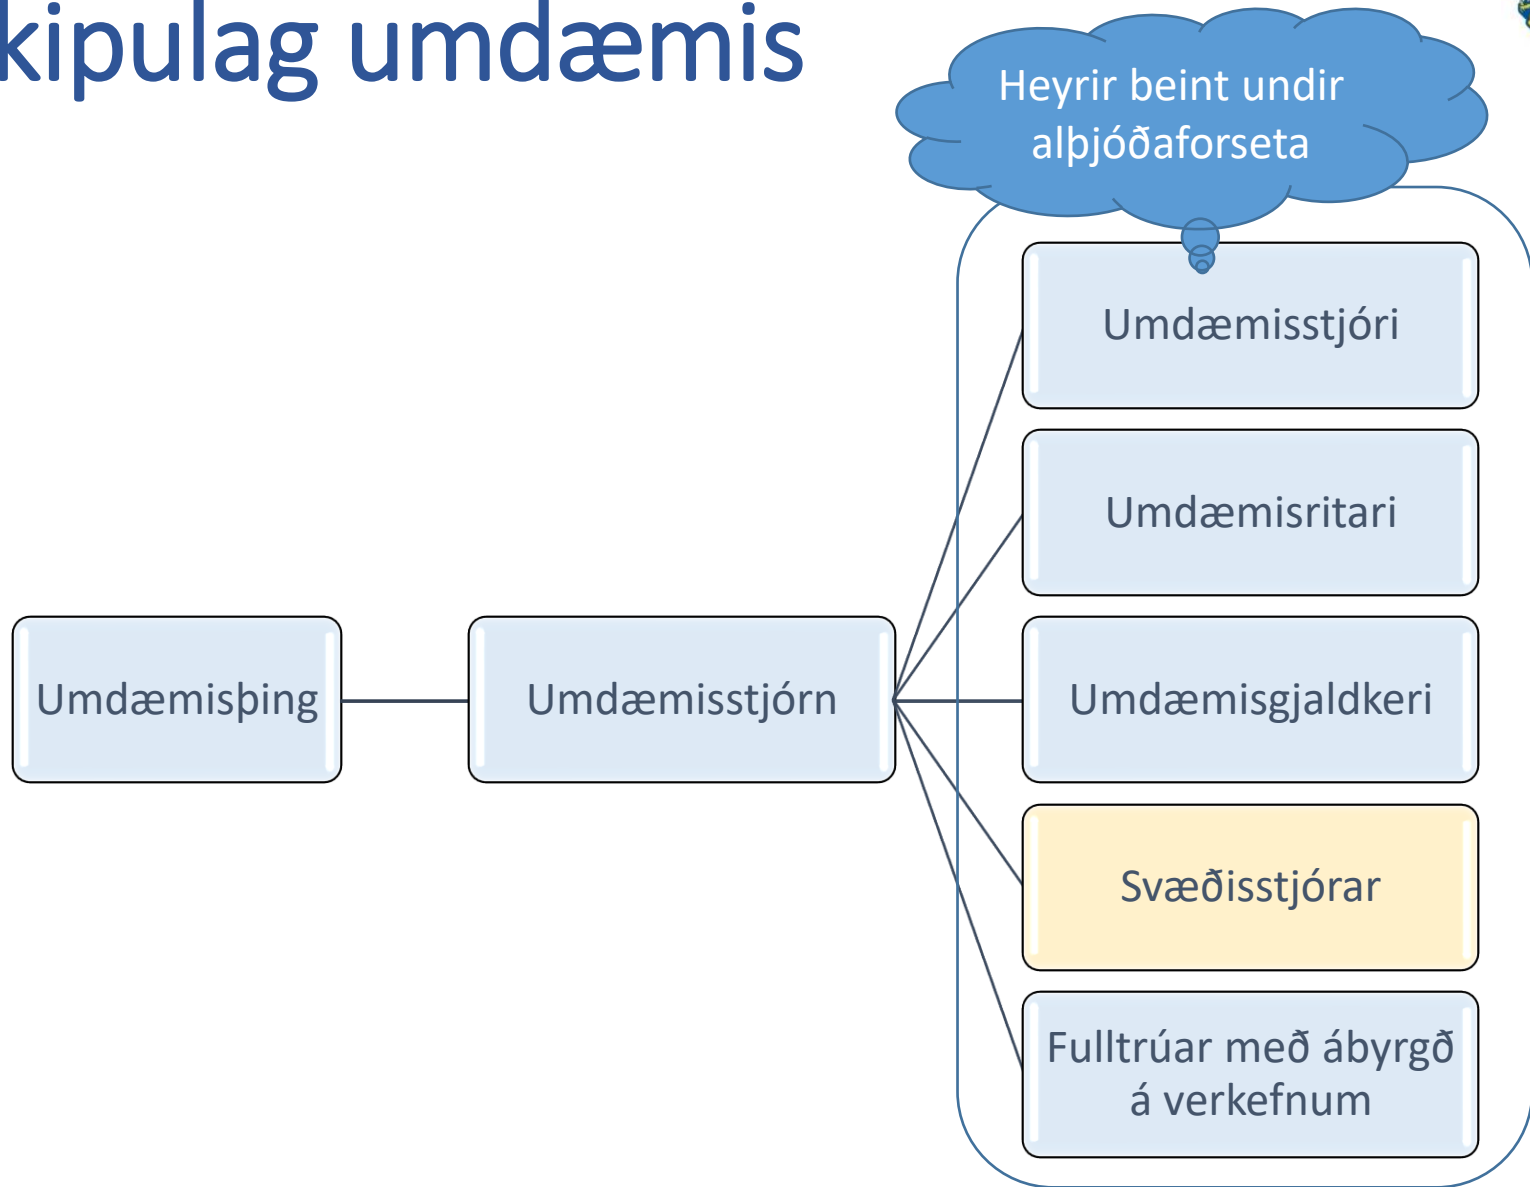 kipulag umdæmis
Heyrir beint undir
alþjóðaforseta
Umdæmisstjóri
Umdæmisritari
Umdæmisþing
Umdæmisstjórn
Umdæmisgjaldkeri
Svæðisstjórar
Fulltrúar með ábyrgð
á verkefnum